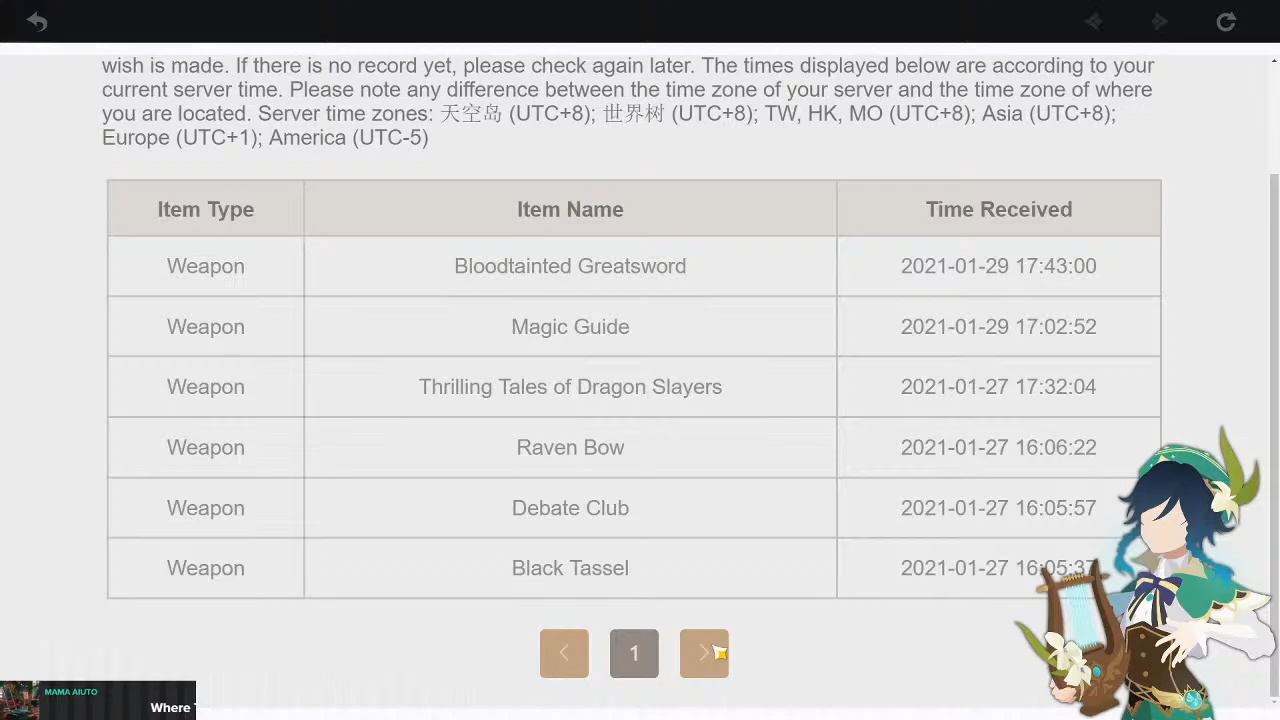 wish is made. If there is no record yet, please check again later. The times displayed below are according to your
current server time. Please note any difference between the time zone of your server and the time zone of where
you are located. Server time zones: 天空岛 (UTC+8); 世界树 (UTC+8); TW, HK, MO (UTC+8); Asia (UTC+8);
Europe (UTC+1); America (UTC-5)
Item Type Item Name Time Received
Weapon Bloodtainted Greatsword 2021-01-29 17:43:00
Weapon Magic Guide 2021-01-29 17:02:52
Weapon Thrilling Tales of Dragon Slayers 2021-01-27 17:32:04
Weapon Raven Bow 2021-01-27 16:06:22
Weapon Debate Club 2021-01-27 16:05:57
Weapon Black Tassel 2021-01-27 16:05:37
1
MAMA AIUTO
Where